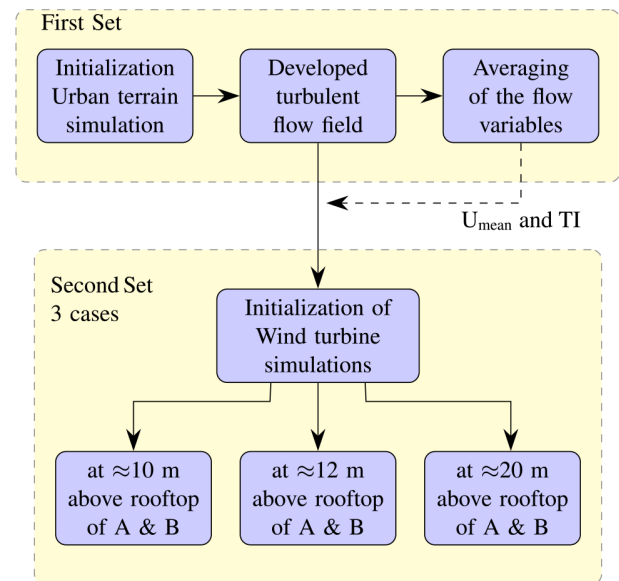 First Set
Initialization
Urban terrain
simulation
Developed
turbulent
flow field
Averaging
of the flow
variables
Umean and TI
Second Set
3 cases
Initialization of
Wind turbine
simulations
at ≈10 m
above rooftop
of A & B
at ≈12 m
above rooftop
of A & B
at ≈20 m
above rooftop
of A & B